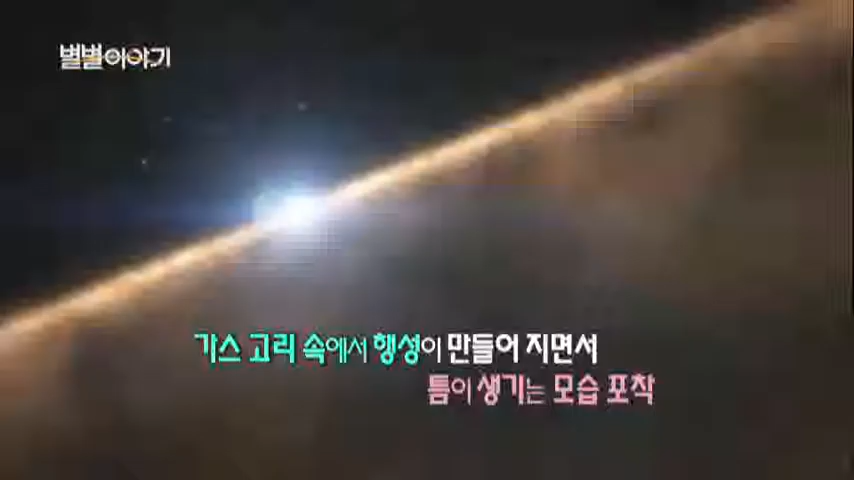 별별이야기
가스 고리 속에서 행성이 만들어 지면서
틈이 생기는 모습 포착